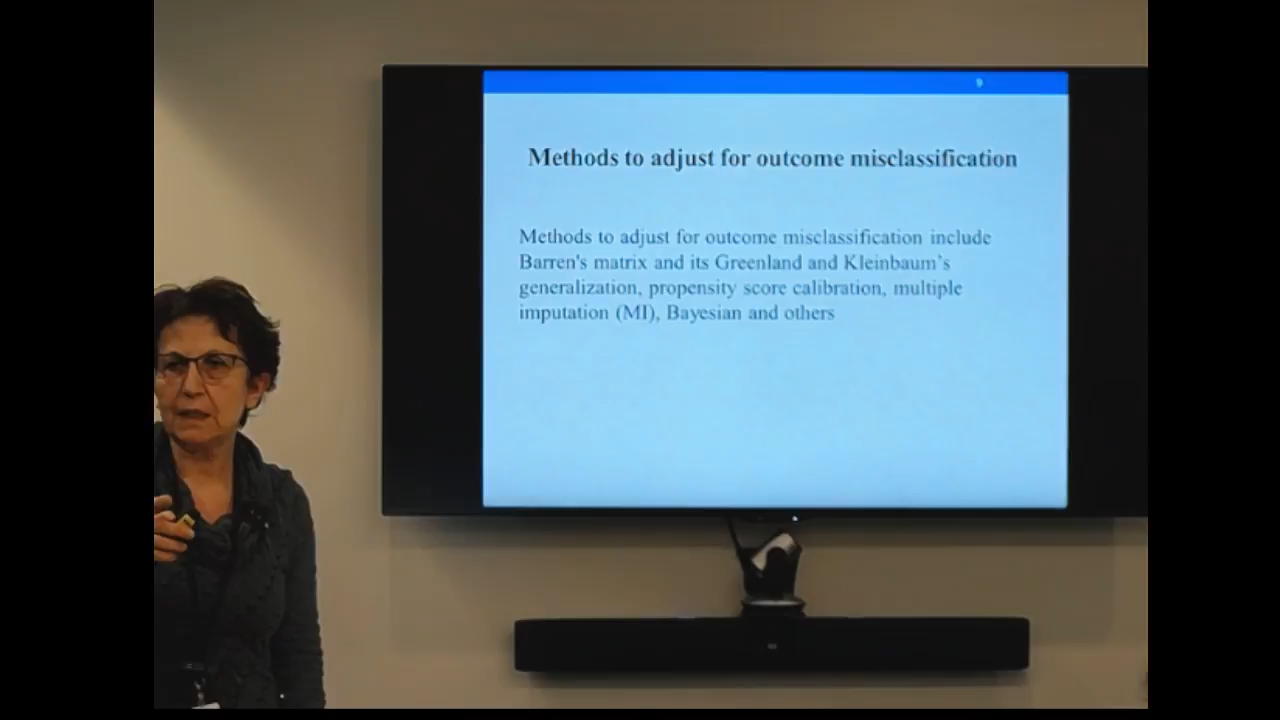 9
Methods to adjust for outcome misclassification
Methods to adjust for outcome misclassification include
Barren's matrix and its Greenland and Kleinbaum’s
generalization, propensity score calibration, multiple
imputation (MI), Bayesian and others